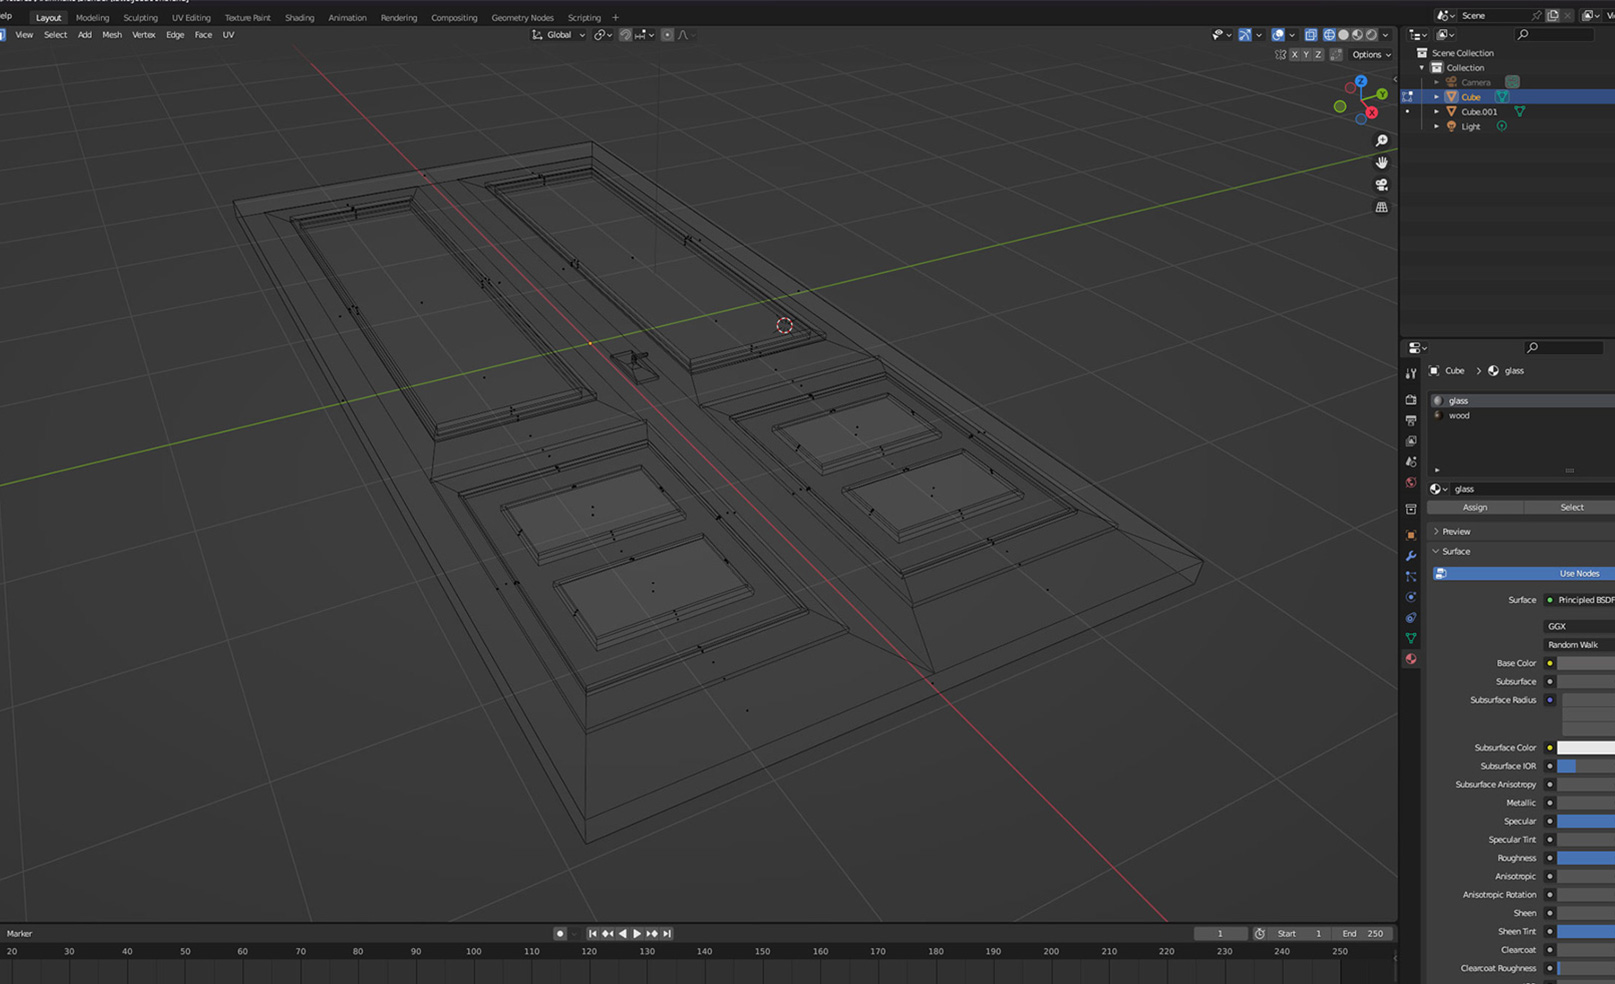 elp Layout Modeling Sculpting UV Editing Texture Paint Shading Animation Rendering Compositing Geometry Nodes Scripting +
Scene
View Select Add Mesh Vertex Edge Face UV
Global
X Y Z
Options
Z
Y
X
Scene Collection
Collection
Camera
Cube
Cube.001
Light
Cube > glass
glass
wood
glass
Assign Select
Preview
Surface
Use Nodes
Surface Principled BSDF
GGX
Random Walk
Base Color
Subsurface
Subsurface Radius
Subsurface Color
Subsurface IOR
Subsurface Anisotropy
Metallic
Specular
Specular Tint
Roughness
Anisotropic
Anisotropic Rotation
Sheen
Sheen Tint
Clearcoat
Clearcoat Roughness
Marker
1 Start 1 End 250
20 30 40 50 60 70 80 90 100 110 120 130 140 150 160 170 180 190 200 210 220 230 240 250